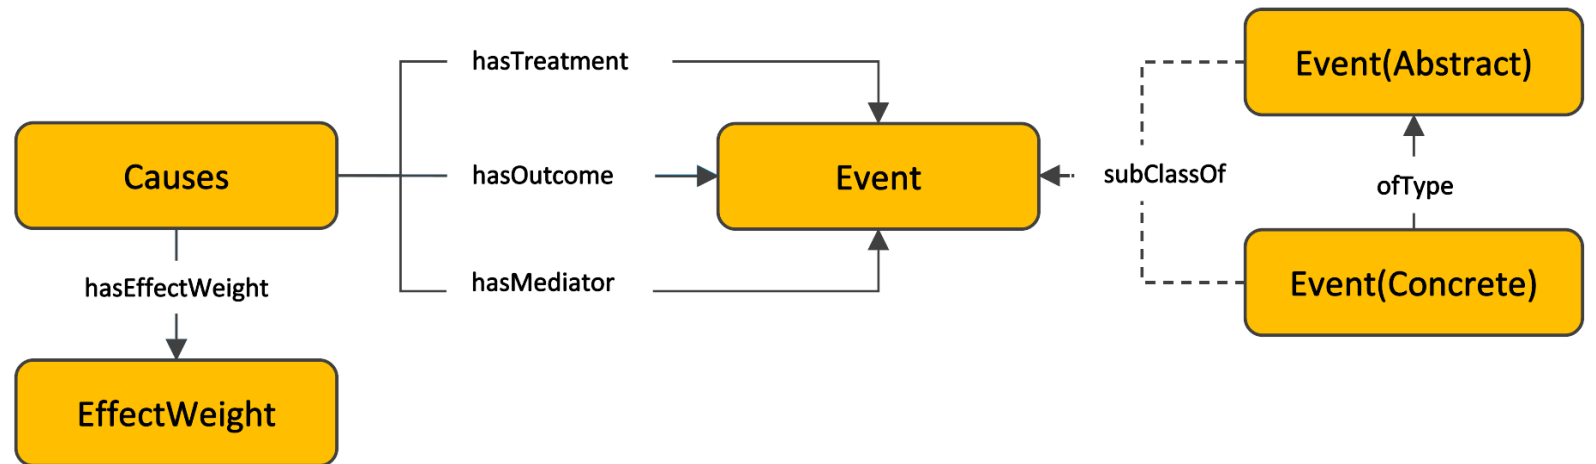 hasTreatment
Event(Abstract)
Causes
hasOutcome
Event
subClassOf
ofType
hasEffectWeight
hasMediator
Event(Concrete)
EffectWeight